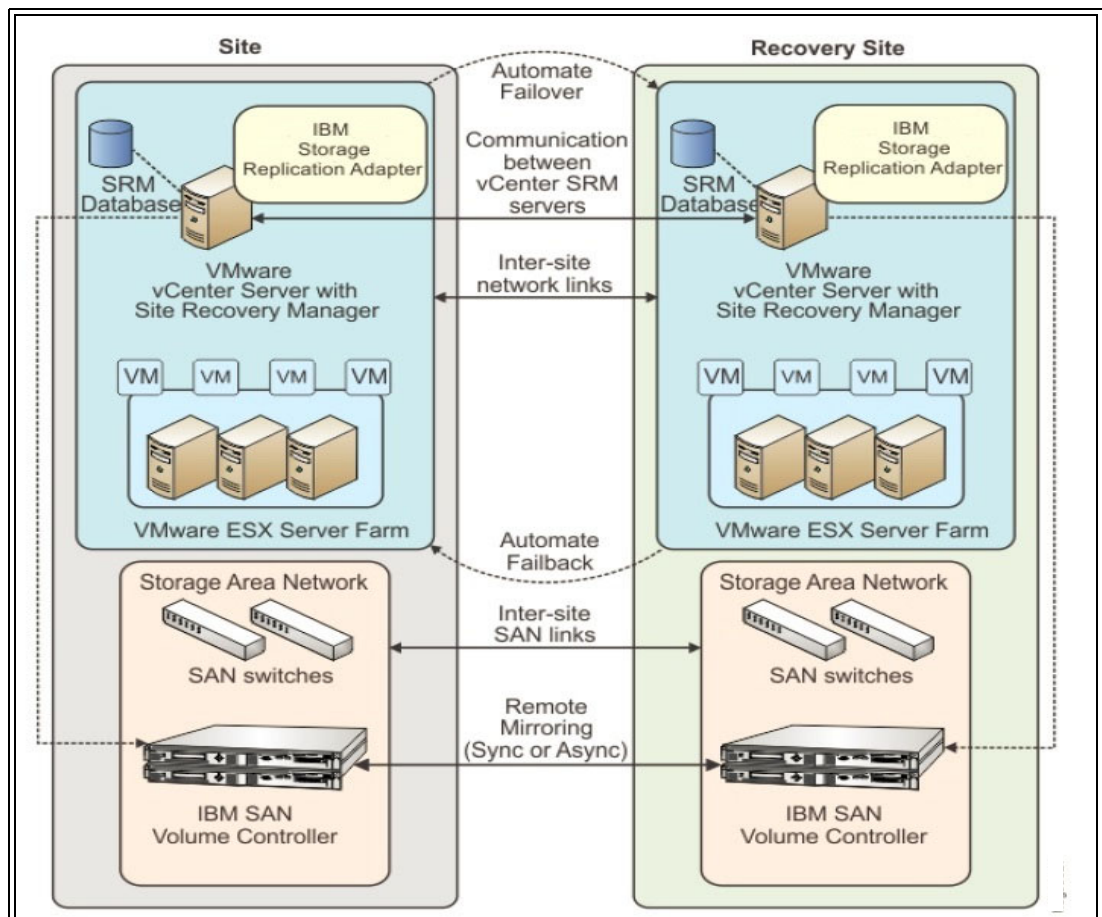 Site
Recovery Site
Automate
Failover
IBM
Storage
Replication Adapter
SRM
Database
VMware
vCenter Server with
Site Recovery Manager
VM
VM
VM
VM
VMware ESX Server Farm
Storage Area Network
SAN switches
IBM SAN
Volume Controller
Communication
between
vCenter SRM
servers
Inter-site
network links
Automate
Failback
Inter-site
SAN links
Remote
Mirroring
(Sync or Async)
IBM
Storage
Replication Adapter
SRM
Database
VMware
vCenter Server with
Site Recovery Manager
VM
VM
VM
VM
VMware ESX Server Farm
Storage Area Network
SAN switches
IBM SAN
Volume Controller